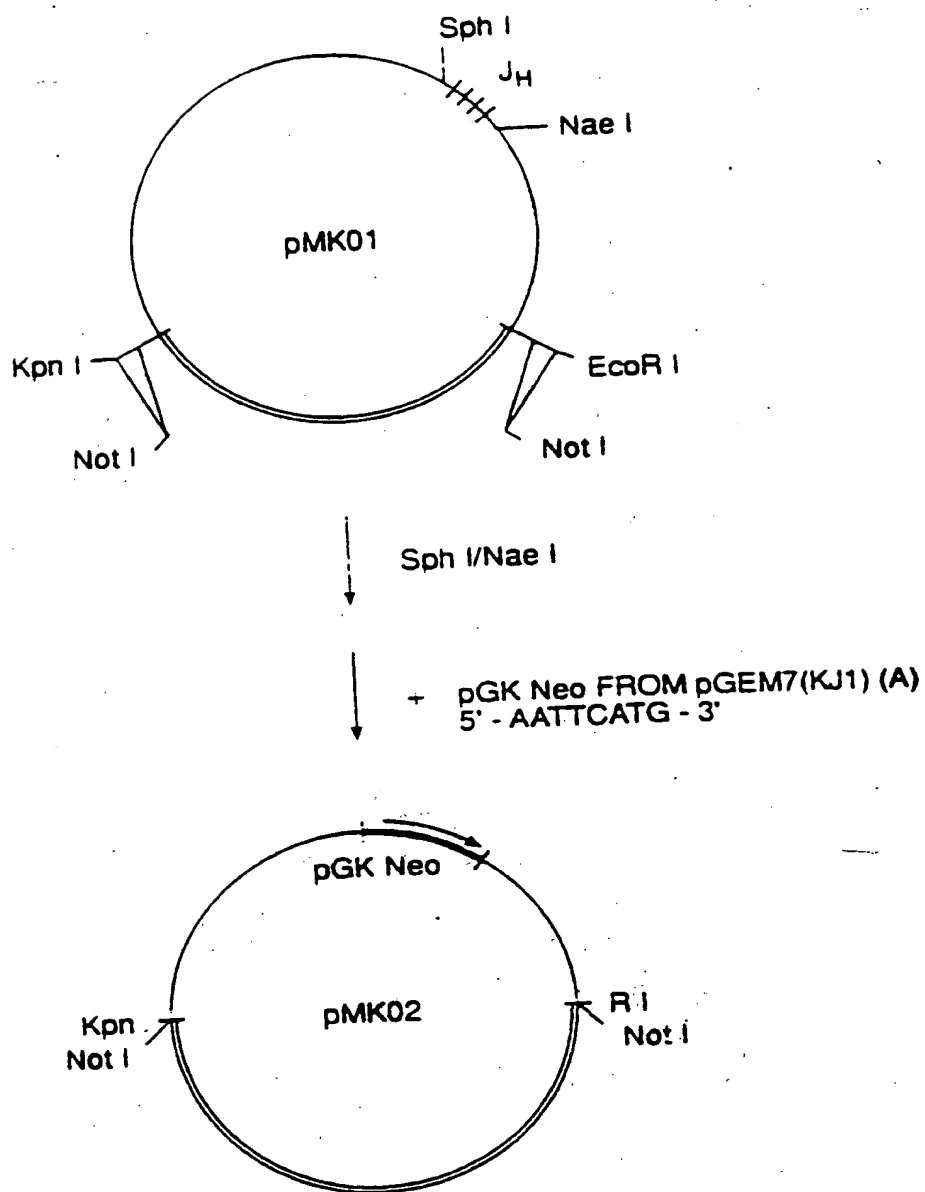 Sph I
JH
Nae I
pMK01
Kpn I
EcoR I
Not I
Not I
Sph I/Nae I
+ pGK Neo FROM pGEM7(KJ1) (A)
5' - AATTCATG - 3'
pGK Neo
pMK02
Kpn
Not I
R I
Not I